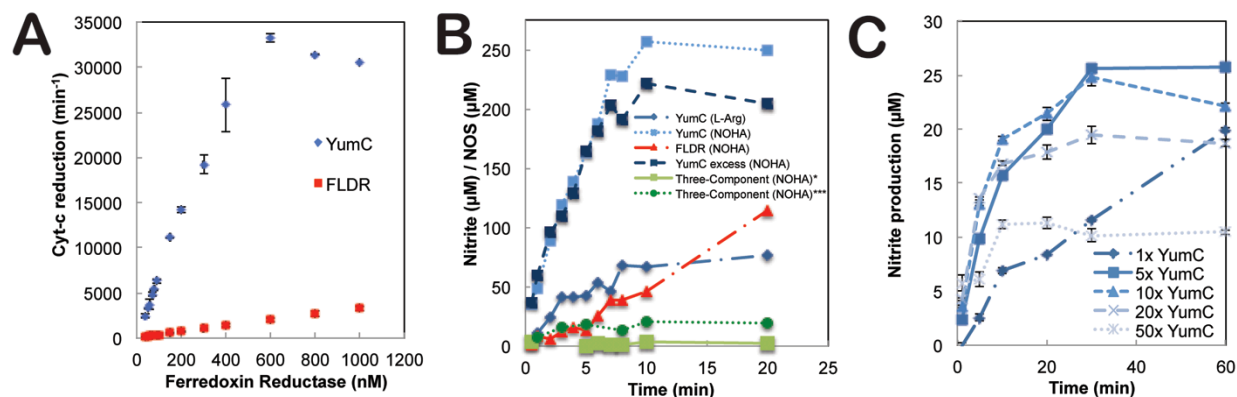 A
Cyt-c reduction (min⁻¹)
35000
30000
25000
20000
15000
10000
5000
0
0 200 400 600 800 1000 1200
Ferredoxin Reductase (nM)
YumC
FLDR
B
Nitrite (µM) / NOS (µM)
250
200
150
100
50
0
0 5 10 15 20 25
Time (min)
YumC (L-Arg)
YumC (NOHA)
FLDR (NOHA)
YumC excess (NOHA)
Three-Component (NOHA)*
Three-Component (NOHA)***
C
Nitrite production (µM)
30
25
20
15
10
5
0
0 20 40 60
Time (min)
1x YumC
5x YumC
10x YumC
20x YumC
50x YumC